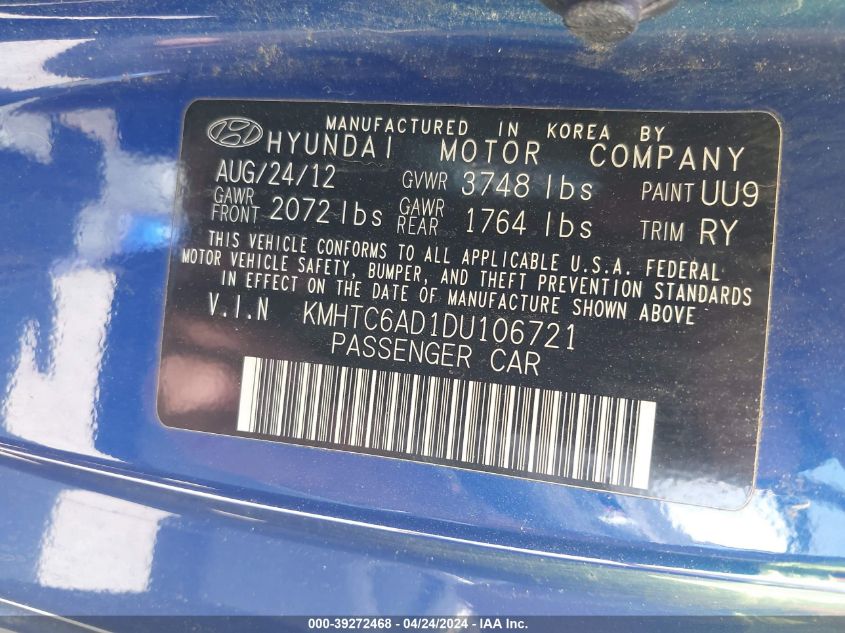 MANUFACTURED IN KOREA BY
HYUNDAI MOTOR COMPANY
AUG/24/12 GVWR 3748 lbs PAINT UU9
GAWR FRONT 2072 lbs GAWR REAR 1764 lbs TRIM RY
THIS VEHICLE CONFORMS TO ALL APPLICABLE U.S.A. FEDERAL
MOTOR VEHICLE SAFETY, BUMPER, AND THEFT PREVENTION STANDARDS
IN EFFECT ON THE DATE OF MANUFACTURE SHOWN ABOVE
V.I.N KMHTC6AD1DU106721
PASSENGER CAR
000-39272468 - 04/24/2024 - IAA Inc.